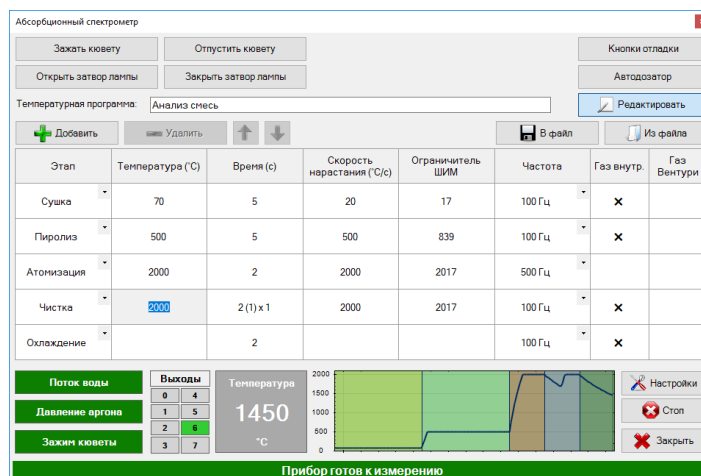 Абсорбционный спектрометр
Зажать кювету Отпустить кювету Кнопки отладки
Открыть затвор лампы Закрыть затвор лампы Автодозатор
Температурная программа: Анализ смесь Редактировать
Добавить Удалить В файл Из файла
Этап Температура (°C) Время (с) Скорость нарастания (°C/с) Ограничитель ШИМ Частота Газ внутр. Газ Вентури
Сушка 70 5 20 17 100 Гц ×
Пиролиз 500 5 500 839 100 Гц ×
Атомизация 2000 2 2000 2017 500 Гц
Чистка 2000 2 (1) x 1 2000 2017 100 Гц ×
Охлаждение 2 100 Гц ×
Поток воды
Давление аргона
Зажим кюветы
Выходы
0 4
1 5
2 6
3 7
Температура
1450
°C
2000
1500
1000
500
0
Настройки
Стоп
Закрыть
Прибор готов к измерению